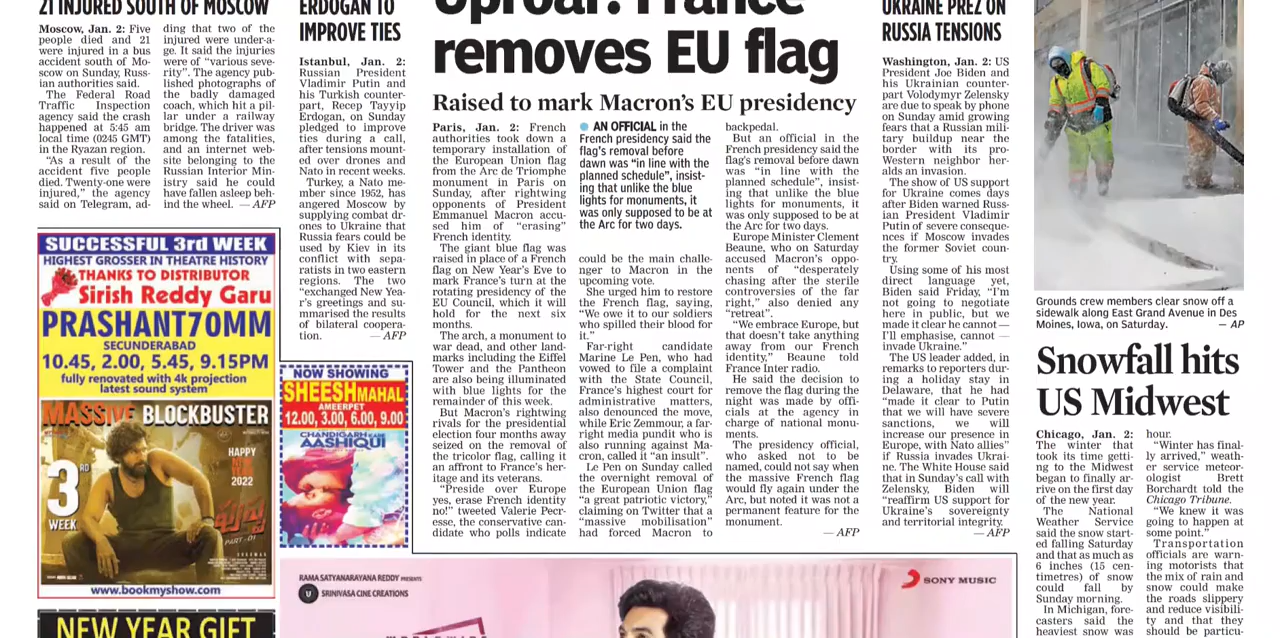 21 INJURED SOUTH OF MOSCOW
Moscow, Jan. 2: Five
people died and 21
were injured in a bus
accident south of Mo-
scow on Sunday, Russ-
ian authorities said.
The Federal Road
Traffic Inspection
agency said the crash
happened at 5:45 am
local time (0245 GMT)
in the Ryazan region.
"As a result of the
accident five people
died. Twenty-one were
injured," the agency
said on Telegram, ad-
ding that two of the
injured were under-a-
ge. It said the injuries
were of "various seve-
rity". The agency pub-
lished photographs of
the badly damaged
coach, which hit a pil-
lar under a railway
bridge. The driver was
among the fatalities,
and an internet web-
site belonging to the
Russian Interior Min-
istry said he could
have fallen asleep beh-
ind the wheel. — AFP
ERDOGAN TO
IMPROVE TIES
Istanbul, Jan. 2:
Russian President
Vladimir Putin and
his Turkish counter-
part, Recep Tayyip
Erdogan, on Sunday
pledged to improve
ties during a call,
after tensions mount-
ed over drones and
Nato in recent weeks.
Turkey, a Nato me-
mber since 1952, has
angered Moscow by
supplying combat dr-
ones to Ukraine that
Russia fears could be
used by Kiev in its
conflict with sepa-
ratists in two eastern
regions. The two
"exchanged New Yea-
r's greetings and su-
mmarised the results
of bilateral coopera-
tion. — AFP
Uproar: France
removes EU flag
Raised to mark Macron's EU presidency
Paris, Jan. 2: French
authorities took down a
temporary installation of
the European Union flag
from the Arc de Triomphe
monument in Paris on
Sunday, after rightwing
opponents of President
Emmanuel Macron accu-
sed him of "erasing"
French identity.
The giant blue flag was
raised in place of a French
flag on New Year's Eve to
mark France's turn at the
rotating presidency of the
EU Council, which it will
hold for the next six
months.
The arch, a monument to
war dead, and other land-
marks including the Eiffel
Tower and the Pantheon
are also being illuminated
with blue lights for the
remainder of this week.
But Macron's rightwing
rivals for the presidential
election four months away
seized on the removal of
the tricolor flag, calling it
an affront to France's her-
itage and its veterans.
"Preside over Europe
yes, erase French identity
no!" tweeted Valerie Pecr-
esse, the conservative can-
didate who polls indicate
AN OFFICIAL in the
French presidency said the
flag's removal before
dawn was "in line with the
planned schedule", insist-
ing that unlike the blue
lights for monuments, it
was only supposed to be at
the Arc for two days.
could be the main challe-
nger to Macron in the
upcoming vote.
She urged him to restore
the French flag, saying,
"We owe it to our soldiers
who spilled their blood for
it."
Far-right candidate
Marine Le Pen, who had
vowed to file a complaint
with the State Council,
France's highest court for
administrative matters,
also denounced the move,
while Eric Zemmour, a far-
right media pundit who is
also running against Ma-
cron, called it "an insult".
Le Pen on Sunday called
the overnight removal of
the European Union flag
"a great patriotic victory,"
claiming on Twitter that a
"massive mobilisation"
had forced Macron to
backpedal.
But an official in the
French presidency said the
flag's removal before dawn
was "in line with the
planned schedule", insist-
ing that unlike the blue
lights for monuments, it
was only supposed to be at
the Arc for two days.
Europe Minister Clement
Beaune, who on Saturday
accused Macron's oppo-
nents of "desperately
chasing after the sterile
controversies of the far
right," also denied any
"retreat".
"We embrace Europe, but
that doesn't take anything
away from our French
identity," Beaune told
France Inter radio.
He said the decision to
remove the flag during the
night was made by offi-
cials at the agency in
charge of national monu-
ments.
The presidency official,
who asked not to be
named, could not say when
the massive French flag
would fly again under the
Arc, but noted it was not a
permanent feature for the
monument.
— AFP
UKRAINE PREZ ON
RUSSIA TENSIONS
Washington, Jan. 2: US
President Joe Biden and
his Ukrainian counter-
part Volodymyr Zelensky
are due to speak by phone
on Sunday amid growing
fears that a Russian mili-
tary buildup near the
border with its pro-
Western neighbor her-
alds an invasion.
The show of US support
for Ukraine comes days
after Biden warned Russ-
ian President Vladimir
Putin of severe consequen-
ces if Moscow invades
the former Soviet coun-
try.
Using some of his most
direct language yet,
Biden said Friday, "I'm
not going to negotiate
here in public, but we
made it clear he cannot —
I'll emphasise, cannot —
invade Ukraine."
The US leader added, in
remarks to reporters dur-
ing a holiday stay in
Delaware, that he had
"made it clear to Putin
that we will have severe
sanctions, we will
increase our presence in
Europe, with Nato allies"
if Russia invades Ukrai-
ne. The White House said
that in Sunday's call with
Zelensky, Biden will
"reaffirm US support for
Ukraine's sovereignty
and territorial integrity.
— AFP
Grounds crew members clear snow off a
sidewalk along East Grand Avenue in Des
Moines, Iowa, on Saturday. — AP
Snowfall hits
US Midwest
Chicago, Jan. 2:
The winter that
took its time getti-
ng to the Midwest
began to finally ar-
rive on the first day
of the new year.
The National
Weather Service
said the snow start-
ed falling Saturday
and that as much as
6 inches (15 cen-
timetres) of snow
could fall by
Sunday morning.
In Michigan, fore-
casters said the
heaviest snow was
hour.
"Winter has final-
ly arrived," weath-
er service meteor-
ologist Brett
Borchardt told the
Chicago Tribune.
"We knew it was
going to happen at
some point."
Transportation
officials are warn-
ing motorists that
the mix of rain and
snow could make
the roads slippery
and reduce visibili-
ty and that they
should be particu-
SUCCESSFUL 3rd WEEK
HIGHEST GROSSER IN THEATRE HISTORY
THANKS TO DISTRIBUTOR
Sirish Reddy Garu
PRASHANT70MM
SECUNDERABAD
10.45, 2.00, 5.45, 9.15PM
fully renovated with 4k projection
latest sound system
MASSIVE BLOCKBUSTER
3RD
WEEK
HAPPY
NEW YEAR
2022
PART-01
www.bookmyshow.com
NOW SHOWING
SHEESHMAHAL
AMEERPET
12.00, 3.00, 6.00, 9.00
CHANDIGARH KARE
AASHIQUI
NEW YEAR GIFT
RAMA SATYANARAYANA REDDY PRESENTS
U SRINIVASA CINE CREATIONS
SONY MUSIC